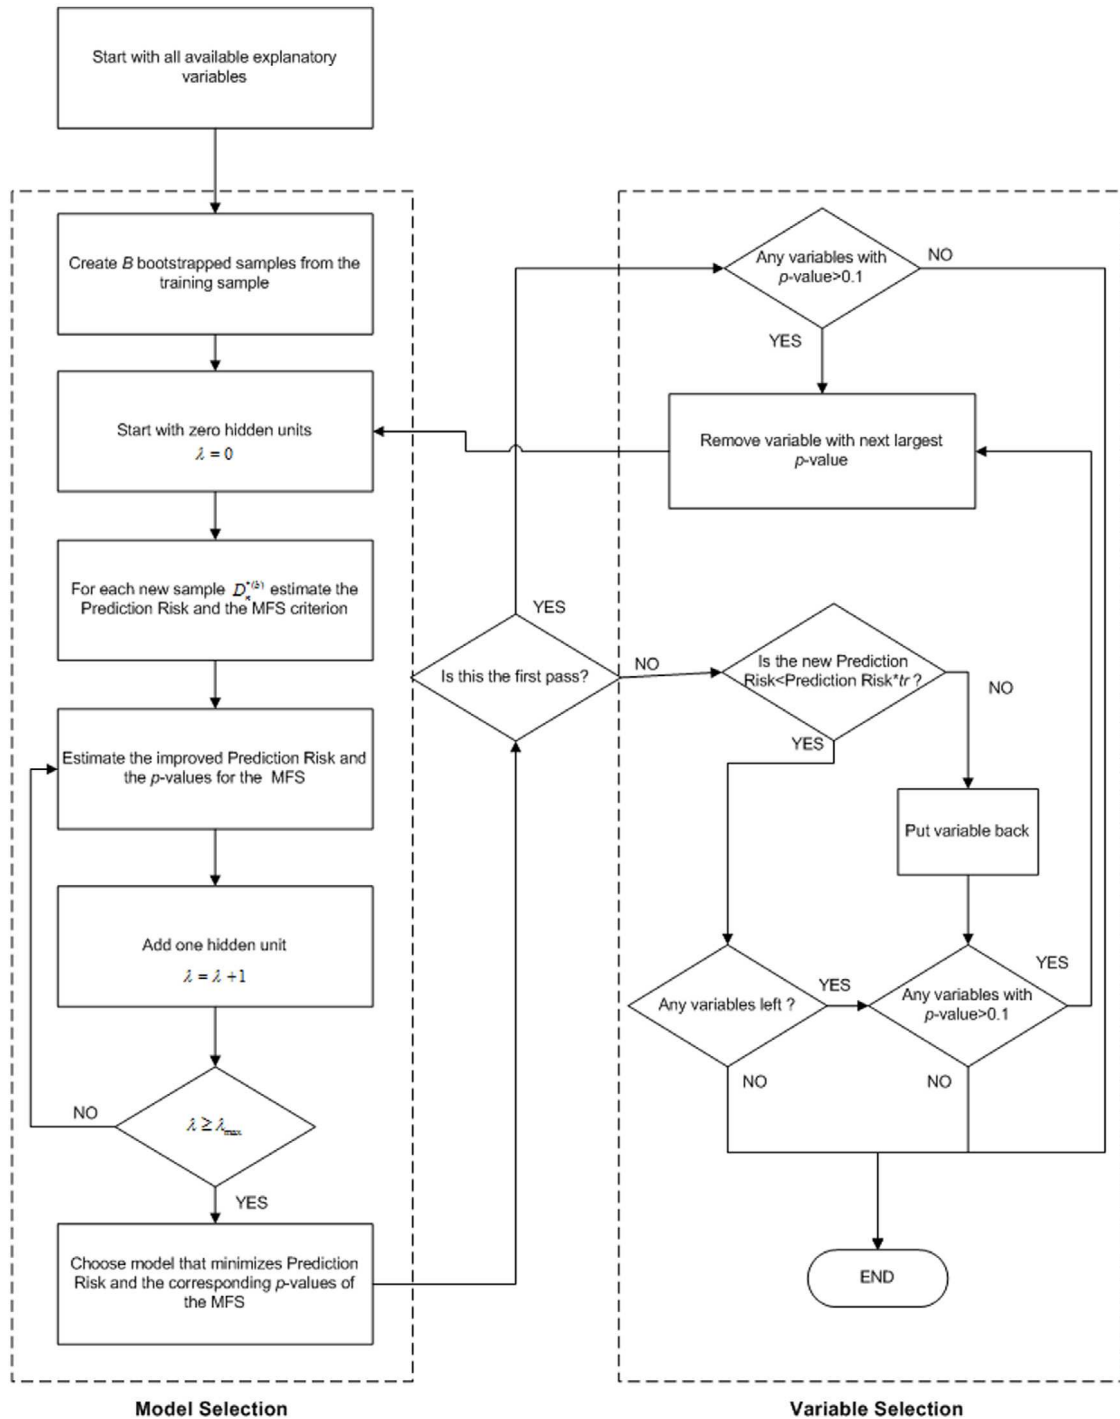 Start with all available explanatory
variables
Create B bootstrapped samples from the
training sample
Start with zero hidden units
λ = 0
For each new sample D_n^{*(b)} estimate the
Prediction Risk and the MFS criterion
Estimate the improved Prediction Risk and
the p-values for the MFS
Add one hidden unit
λ = λ +1
NO
λ ≥ λ_max
YES
Choose model that minimizes Prediction
Risk and the corresponding p-values of
the MFS
Model Selection
YES
Is this the first pass?
NO
Any variables with
p-value>0.1
NO
YES
Remove variable with next largest
p-value
Is the new Prediction
Risk<Prediction Risk*tr ?
NO
YES
Put variable back
Any variables left ?
YES
Any variables with
p-value>0.1
YES
NO
NO
END
Variable Selection